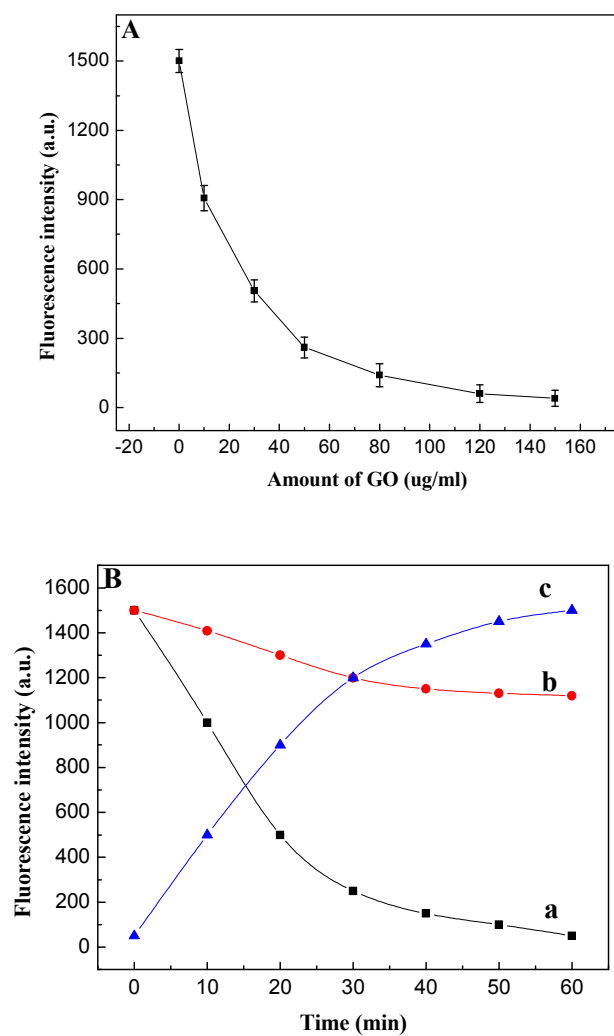 A
Fluorescence intensity (a.u.)
1500
1200
900
600
300
0
-20 0 20 40 60 80 100 120 140 160
Amount of GO (ug/ml)
B
Fluorescence intensity (a.u.)
1600
1400
1200
1000
800
600
400
200
0
c
b
a
0 10 20 30 40 50 60
Time (min)